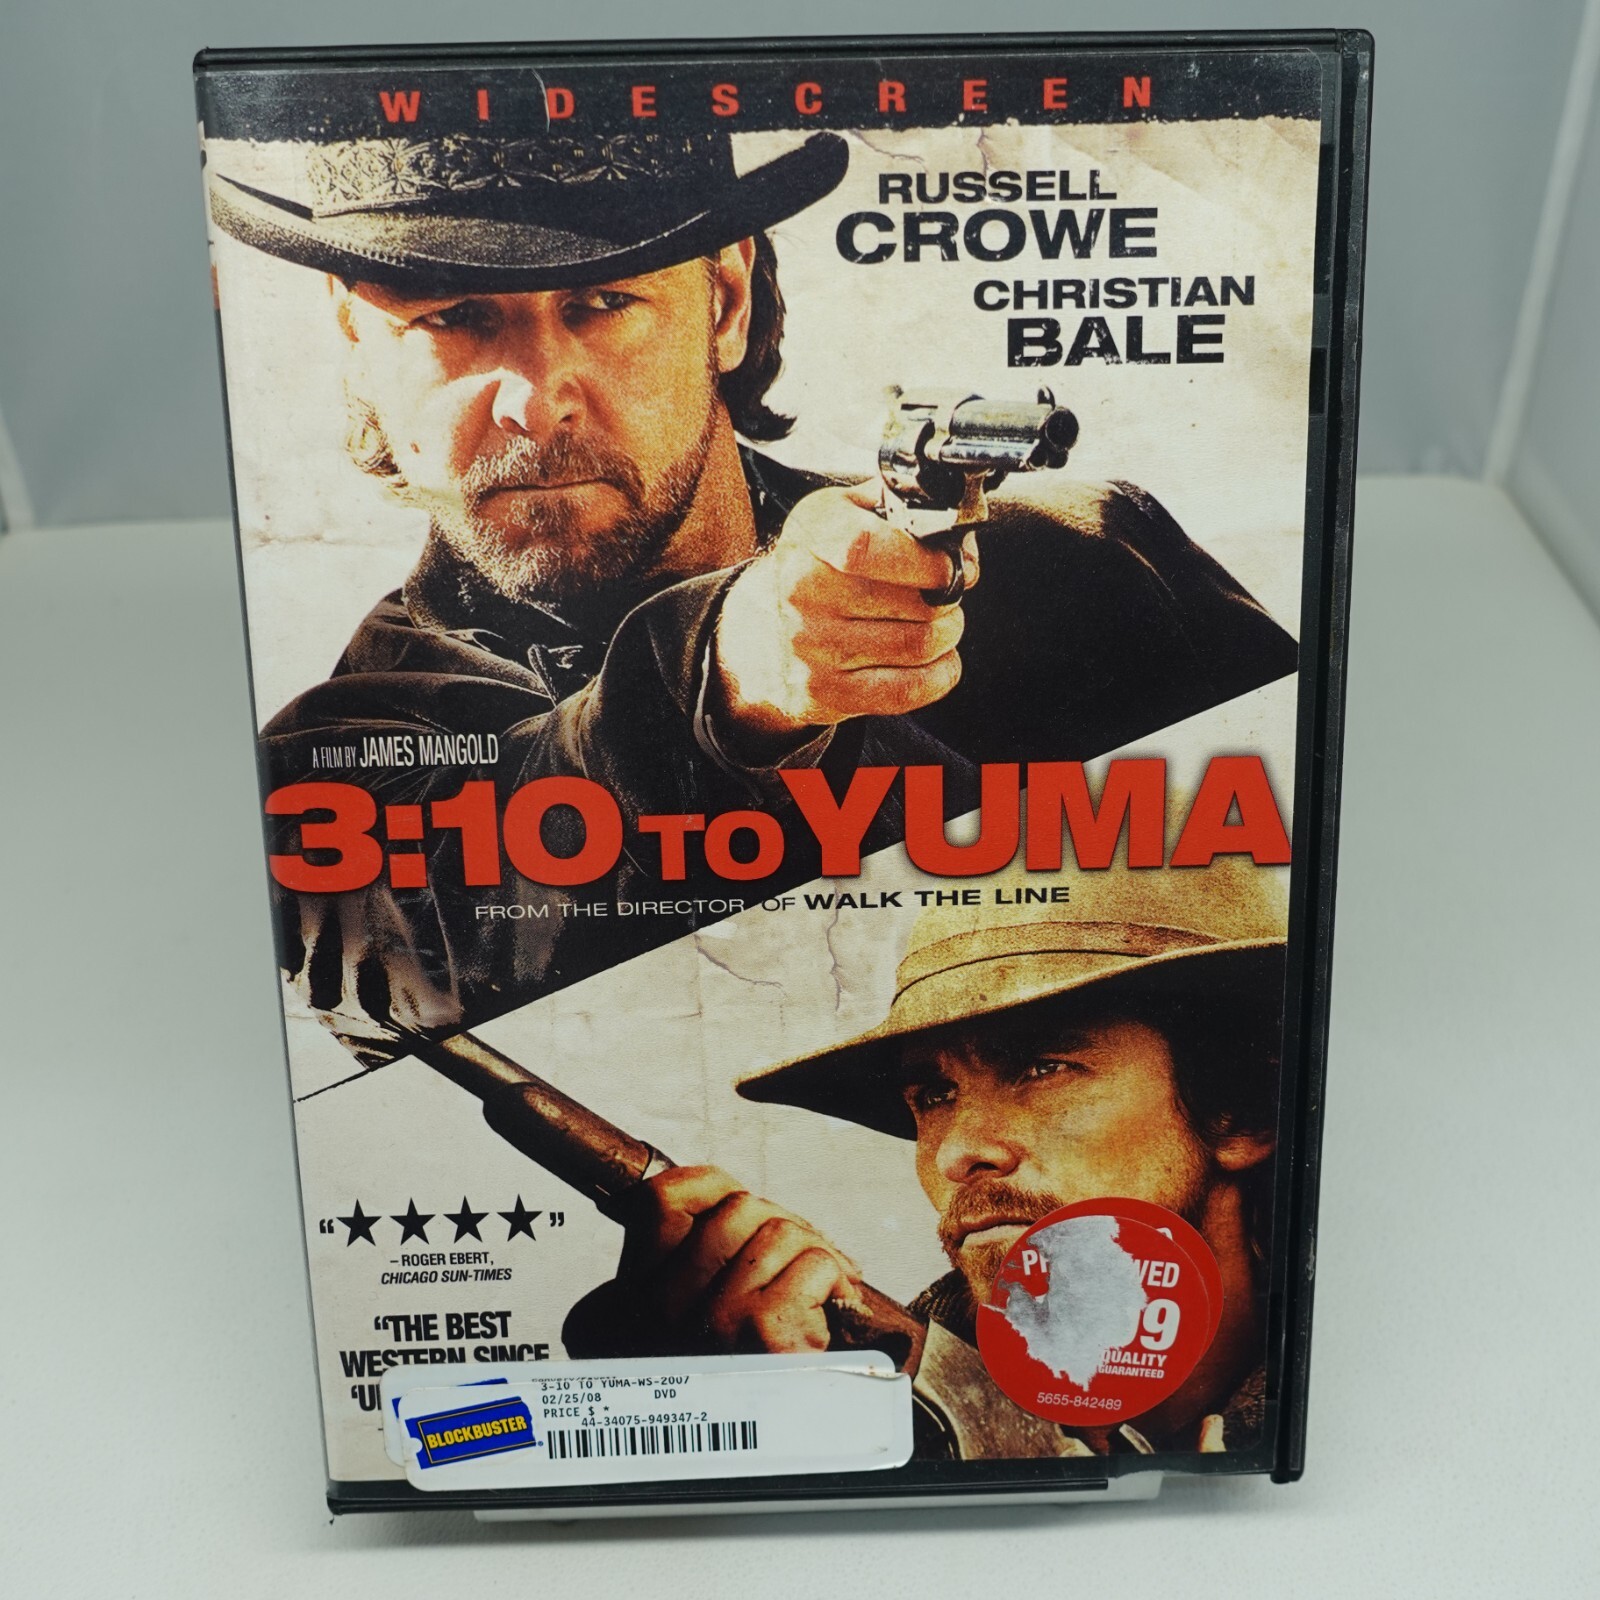 WIDESCREEN
RUSSELL
CROWE
CHRISTIAN
BALE
A FILM BY JAMES MANGOLD
3:10 TO YUMA
FROM THE DIRECTOR OF WALK THE LINE
“★★★★”
– ROGER EBERT,
CHICAGO SUN-TIMES
“THE BEST
WESTERN SINCE
BLOCKBUSTER
3-10 TO YUMA-WS-2007
02/25/08 DVD
PRICE $ *
44-34075-949347-2
QUALITY
GUARANTEED
5655-842489